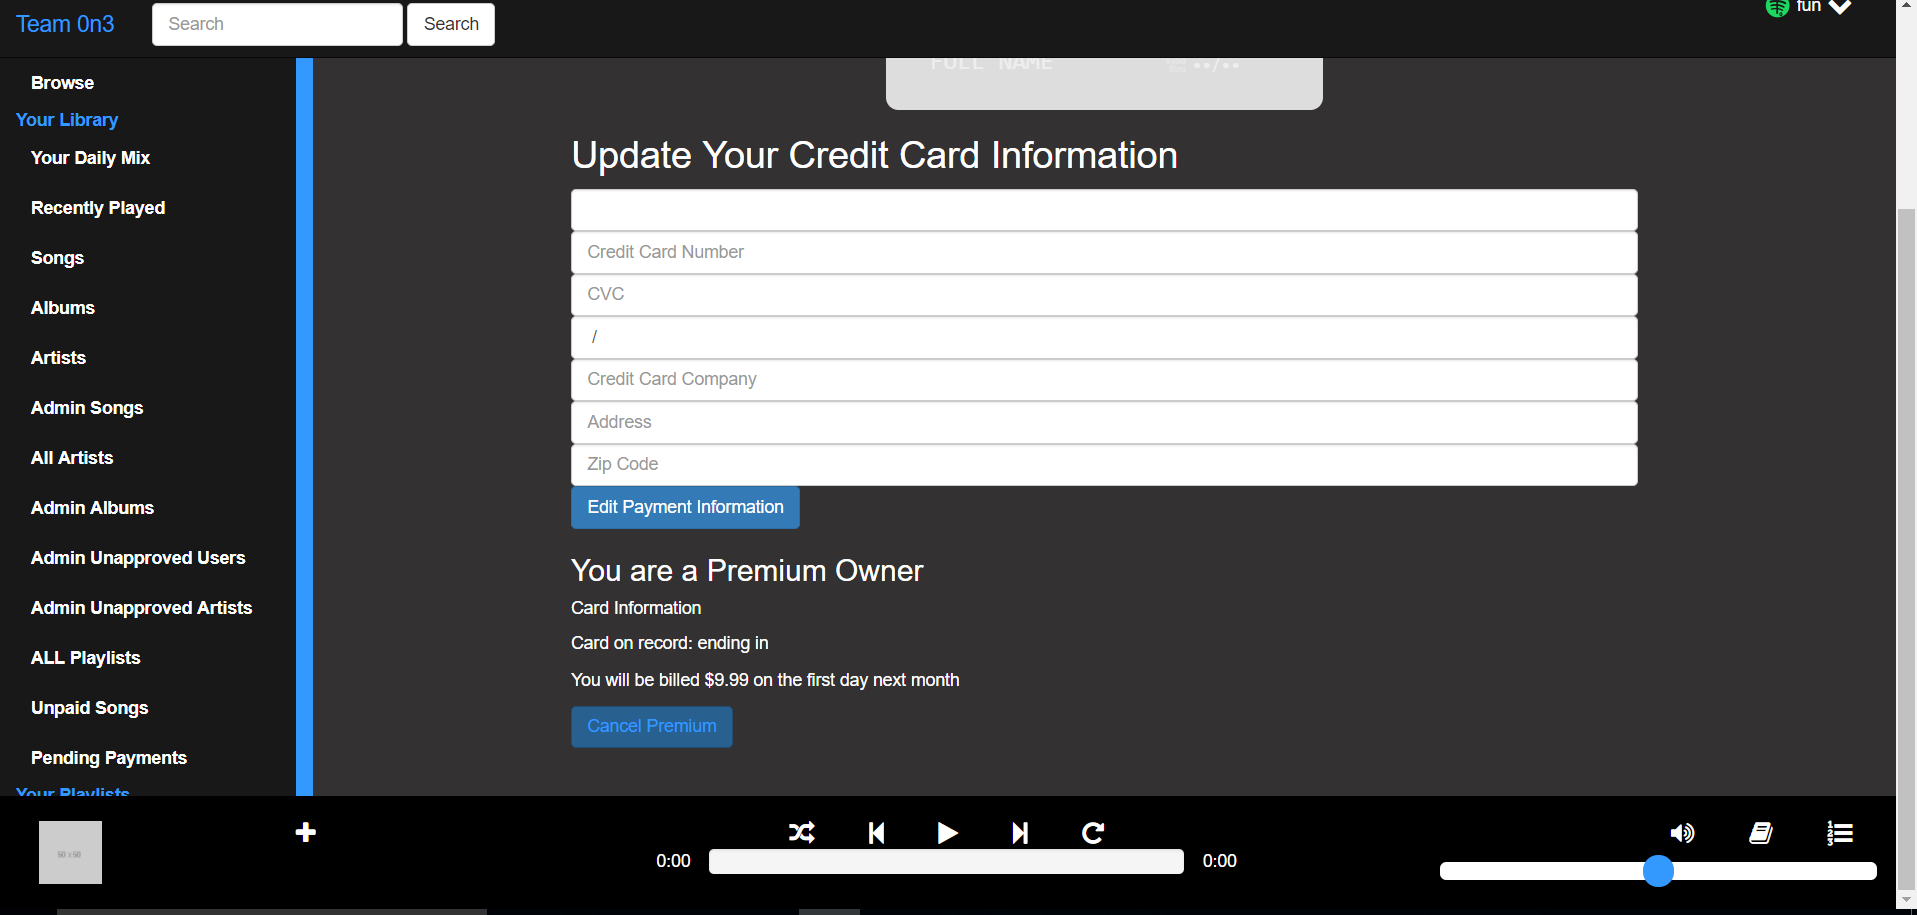 Team 0n3
Search
Search
fun
Browse
Your Library
Your Daily Mix
Recently Played
Songs
Albums
Artists
Admin Songs
All Artists
Admin Albums
Admin Unapproved Users
Admin Unapproved Artists
ALL Playlists
Unpaid Songs
Pending Payments
Your Playlists
FULL NAME
••/••
Update Your Credit Card Information
Credit Card Number
CVC
/
Credit Card Company
Address
Zip Code
Edit Payment Information
You are a Premium Owner
Card Information
Card on record: ending in
You will be billed $9.99 on the first day next month
Cancel Premium
50 x 50
0:00
0:00